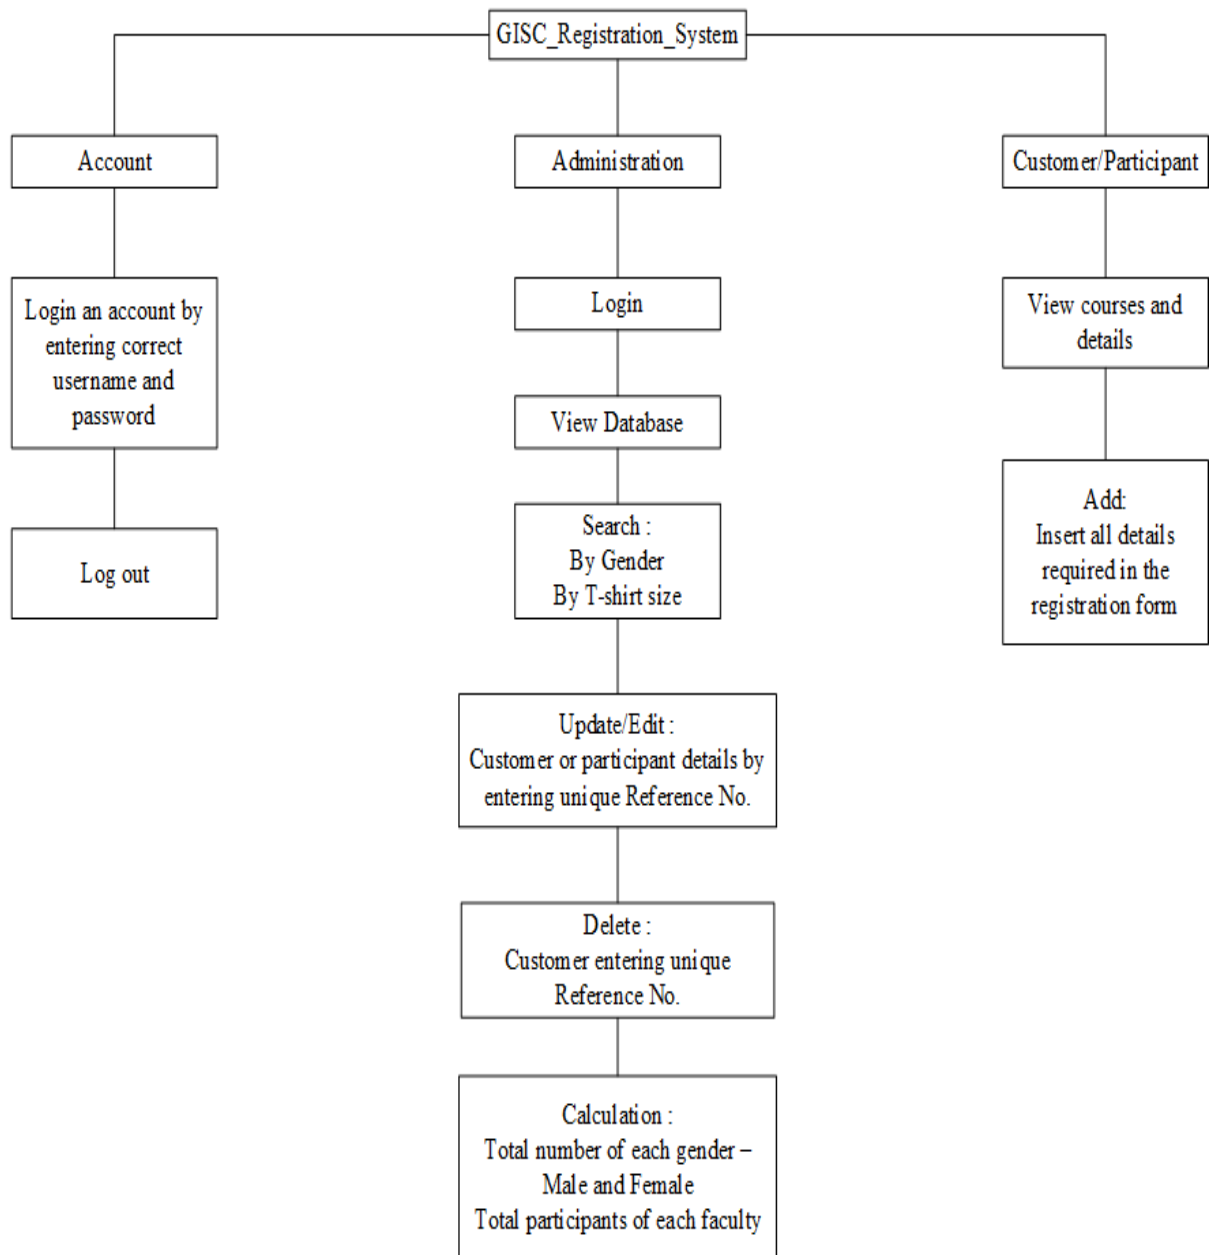 GISC_Registration_System
Account
Administration
Customer/Participant
Login an account by
entering correct
username and
password
Login
View courses and
details
View Database
Log out
Search :
By Gender
By T-shirt size
Add:
Insert all details
required in the
registration form
Update/Edit :
Customer or participant details by
entering unique Reference No.
Delete :
Customer entering unique
Reference No.
Calculation :
Total number of each gender –
Male and Female
Total participants of each faculty